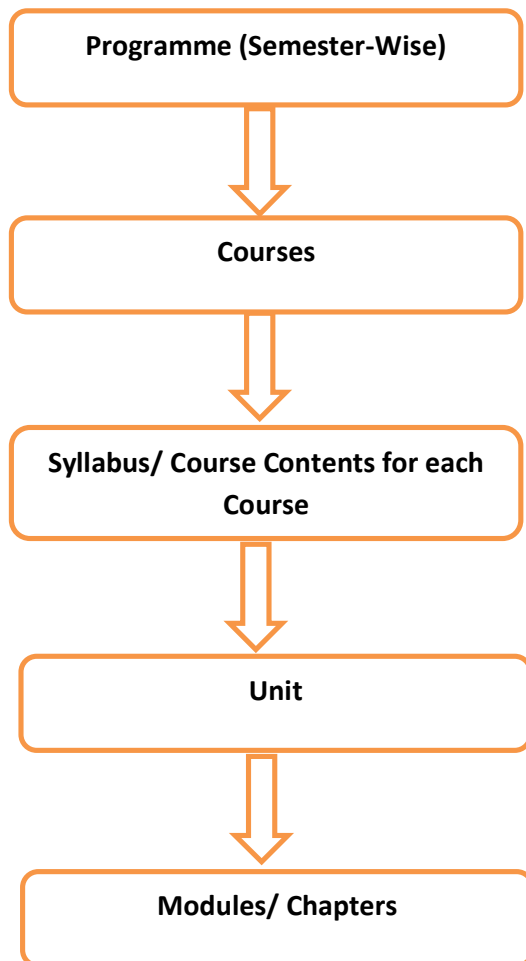 Programme (Semester-Wise)
Courses
Syllabus/ Course Contents for each
Course
Unit
Modules/ Chapters